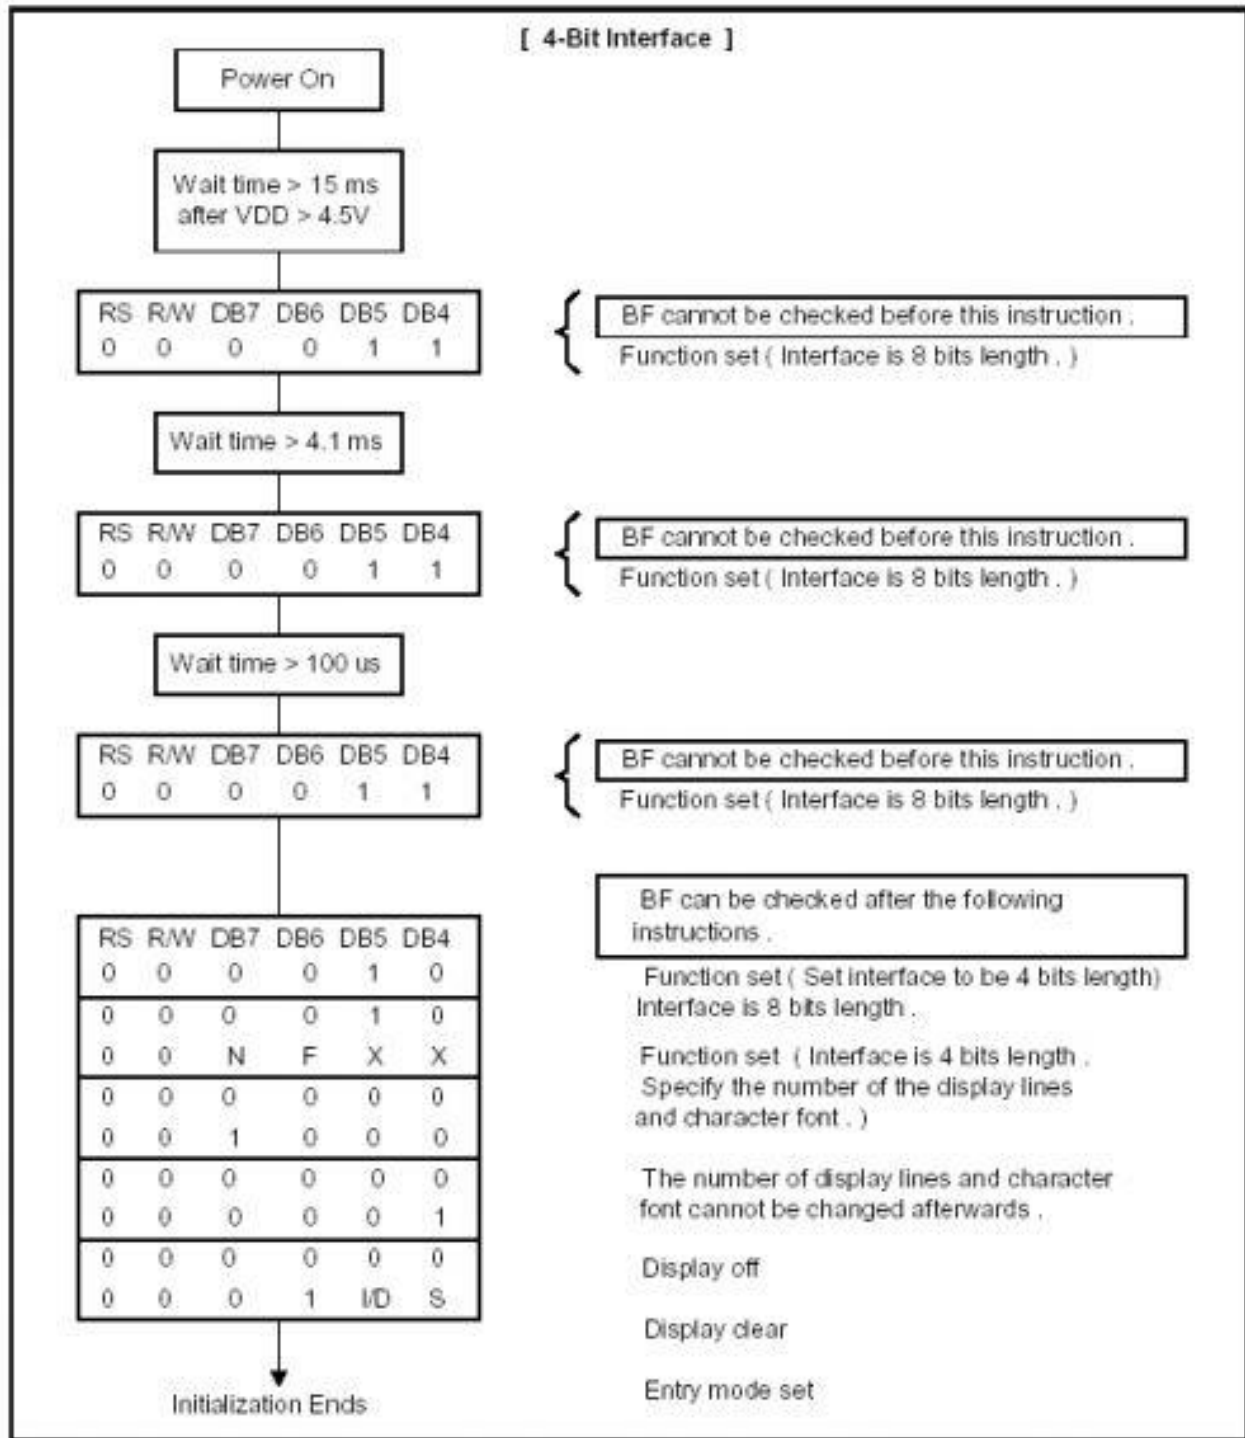 [ 4-Bit Interface ]
Power On
Wait time > 15 ms
after VDD > 4.5V
RS R/W DB7 DB6 DB5 DB4
0 0 0 0 1 1
BF cannot be checked before this instruction .
Function set ( Interface is 8 bits length . )
Wait time > 4.1 ms
RS R/W DB7 DB6 DB5 DB4
0 0 0 0 1 1
BF cannot be checked before this instruction .
Function set ( Interface is 8 bits length . )
Wait time > 100 us
RS R/W DB7 DB6 DB5 DB4
0 0 0 0 1 1
BF cannot be checked before this instruction .
Function set ( Interface is 8 bits length . )
RS R/W DB7 DB6 DB5 DB4
0 0 0 0 1 0
0 0 0 0 1 0
0 0 N F X X
0 0 0 0 0 0
0 0 1 0 0 0
0 0 0 0 0 0
0 0 0 0 0 1
0 0 0 0 0 0
0 0 0 1 I/D S
BF can be checked after the following
instructions .
Function set ( Set interface to be 4 bits length)
Interface is 8 bits length .
Function set ( Interface is 4 bits length .
Specify the number of the display lines
and character font . )
The number of display lines and character
font cannot be changed afterwards .
Display off
Display clear
Entry mode set
Initialization Ends